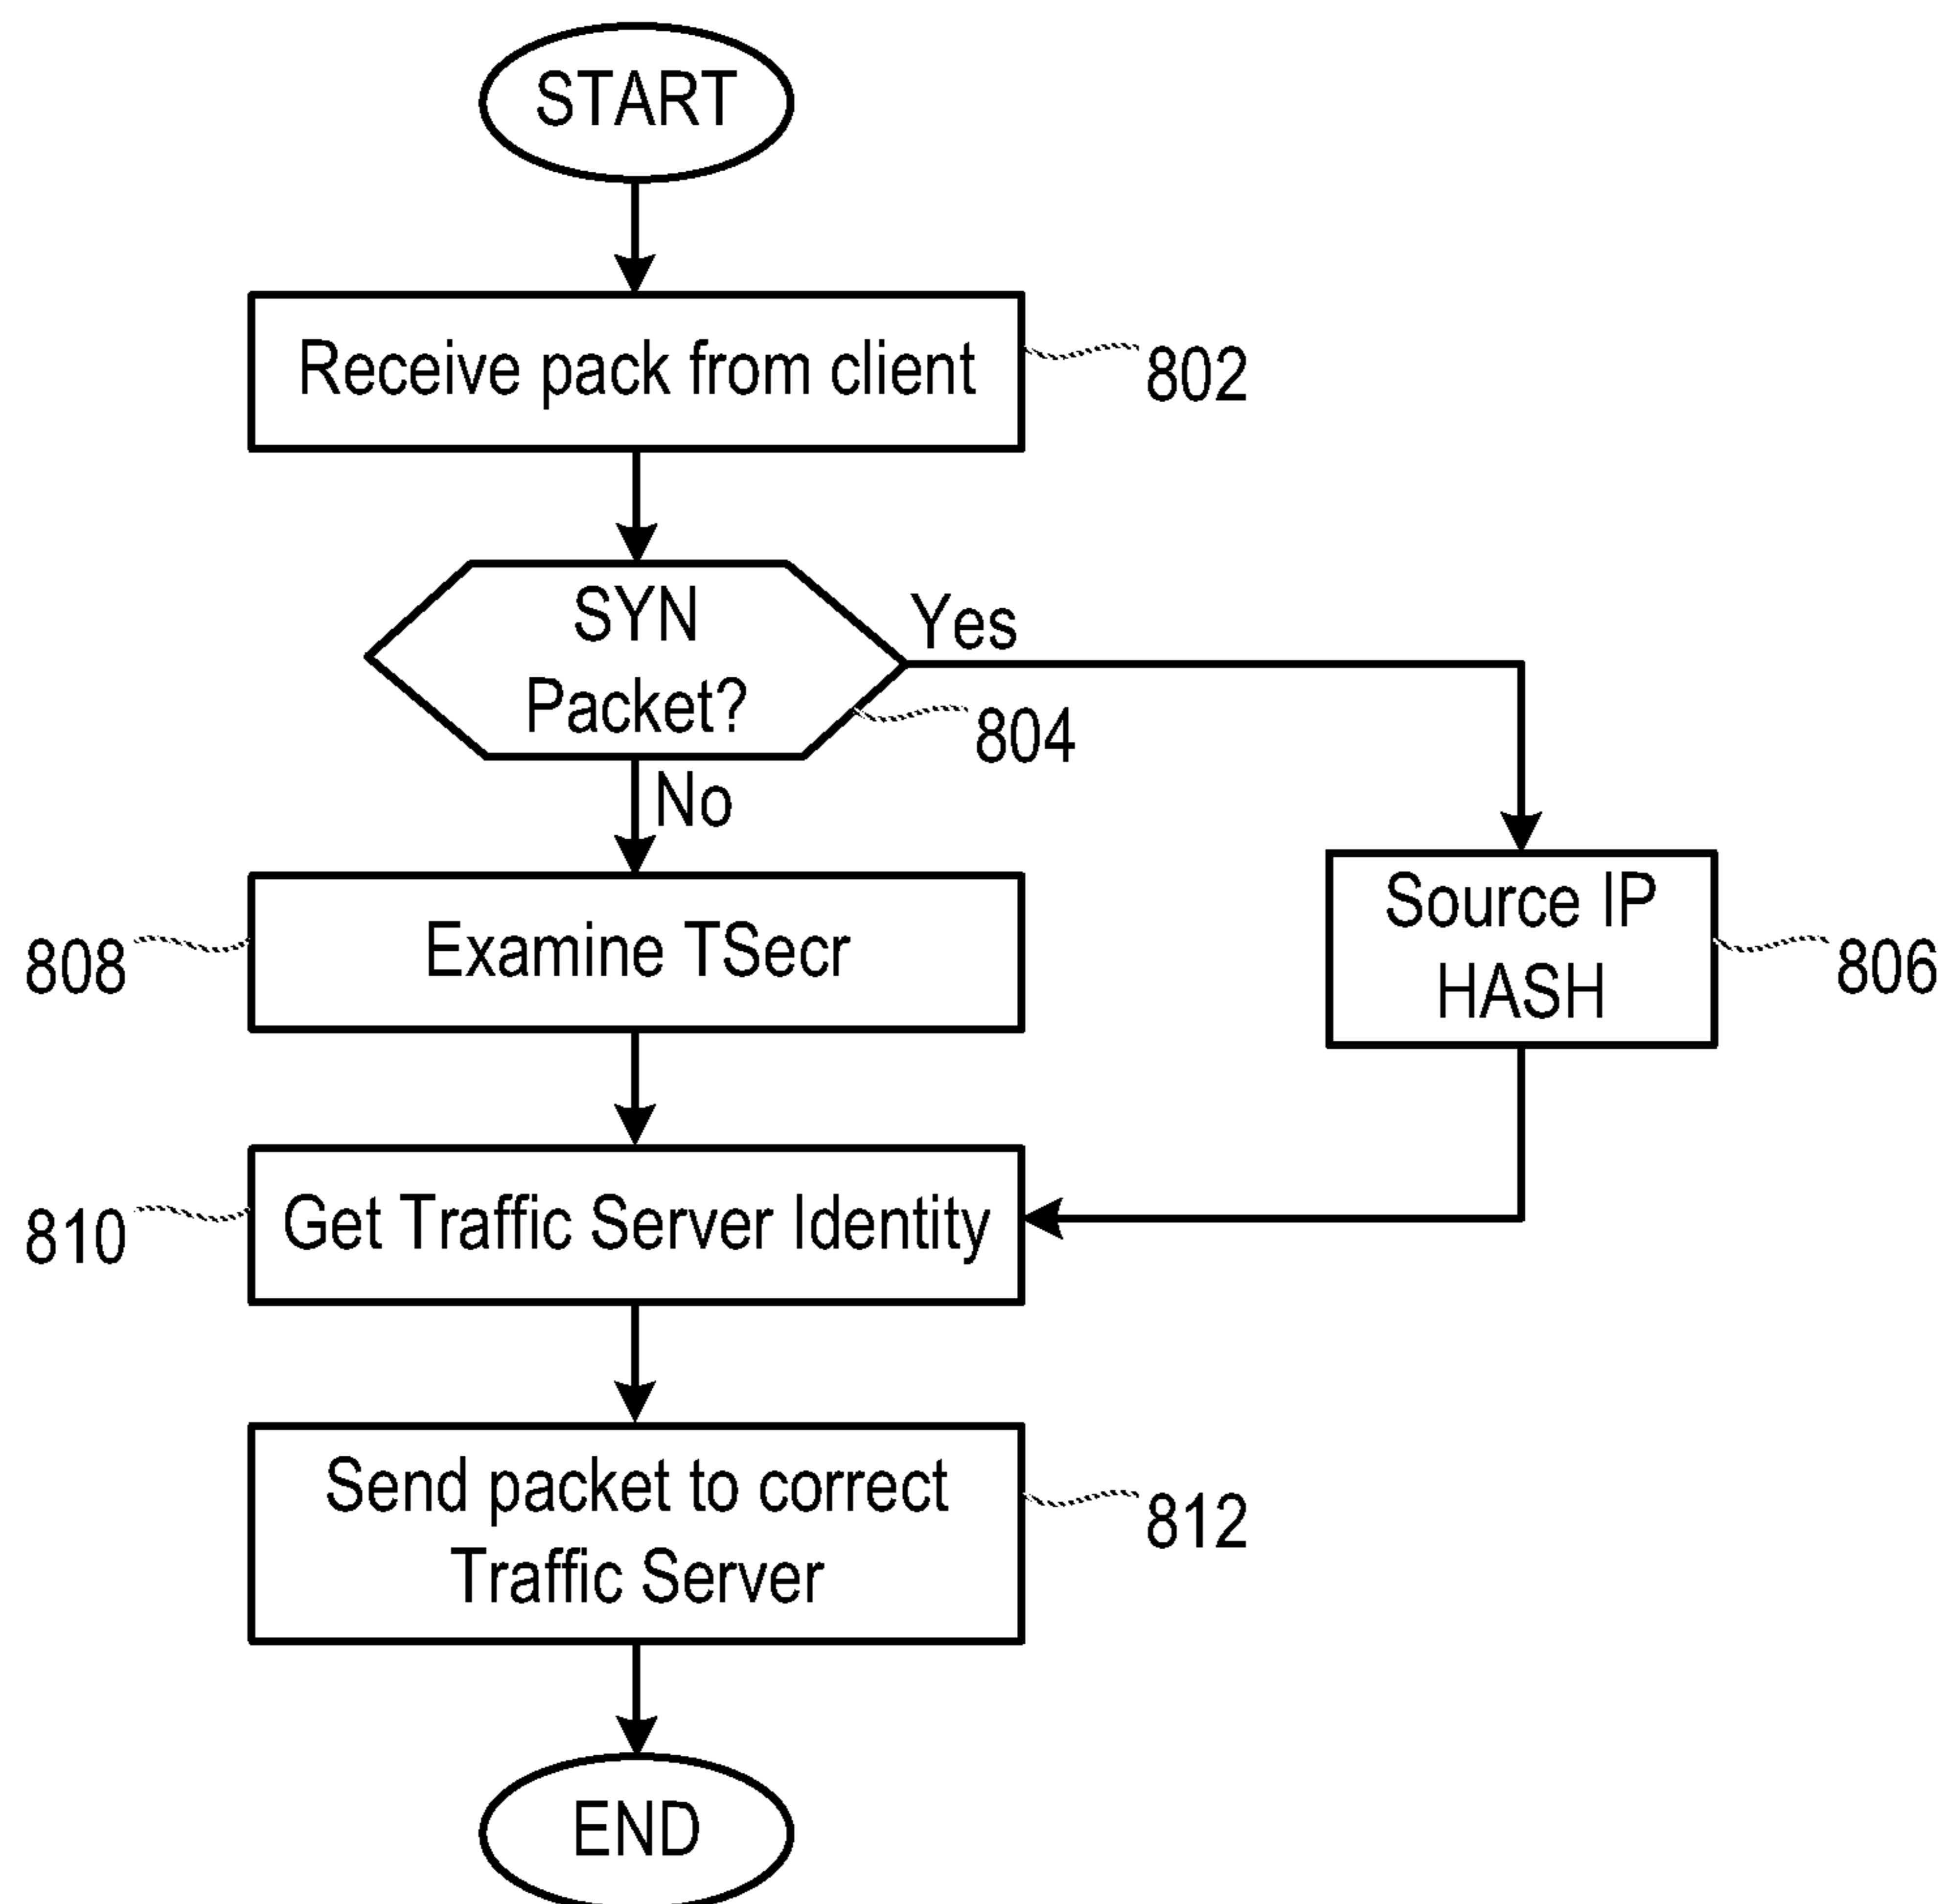 START
Receive pack from client
802
SYN
Packet?
Yes
804
No
Source IP
HASH
806
808
Examine TSecr
810
Get Traffic Server Identity
Send packet to correct
Traffic Server
812
END